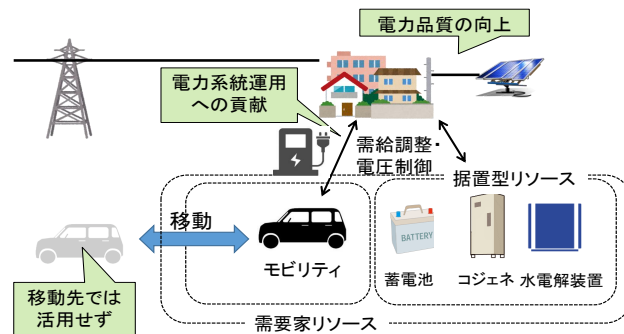 電力品質の向上
電力系統運用
への貢献
需給調整・
電圧制御
据置型リソース
移動
BATTERY
モビリティ
蓄電池
コジェネ
水電解装置
移動先では
活用せず
需要家リソース